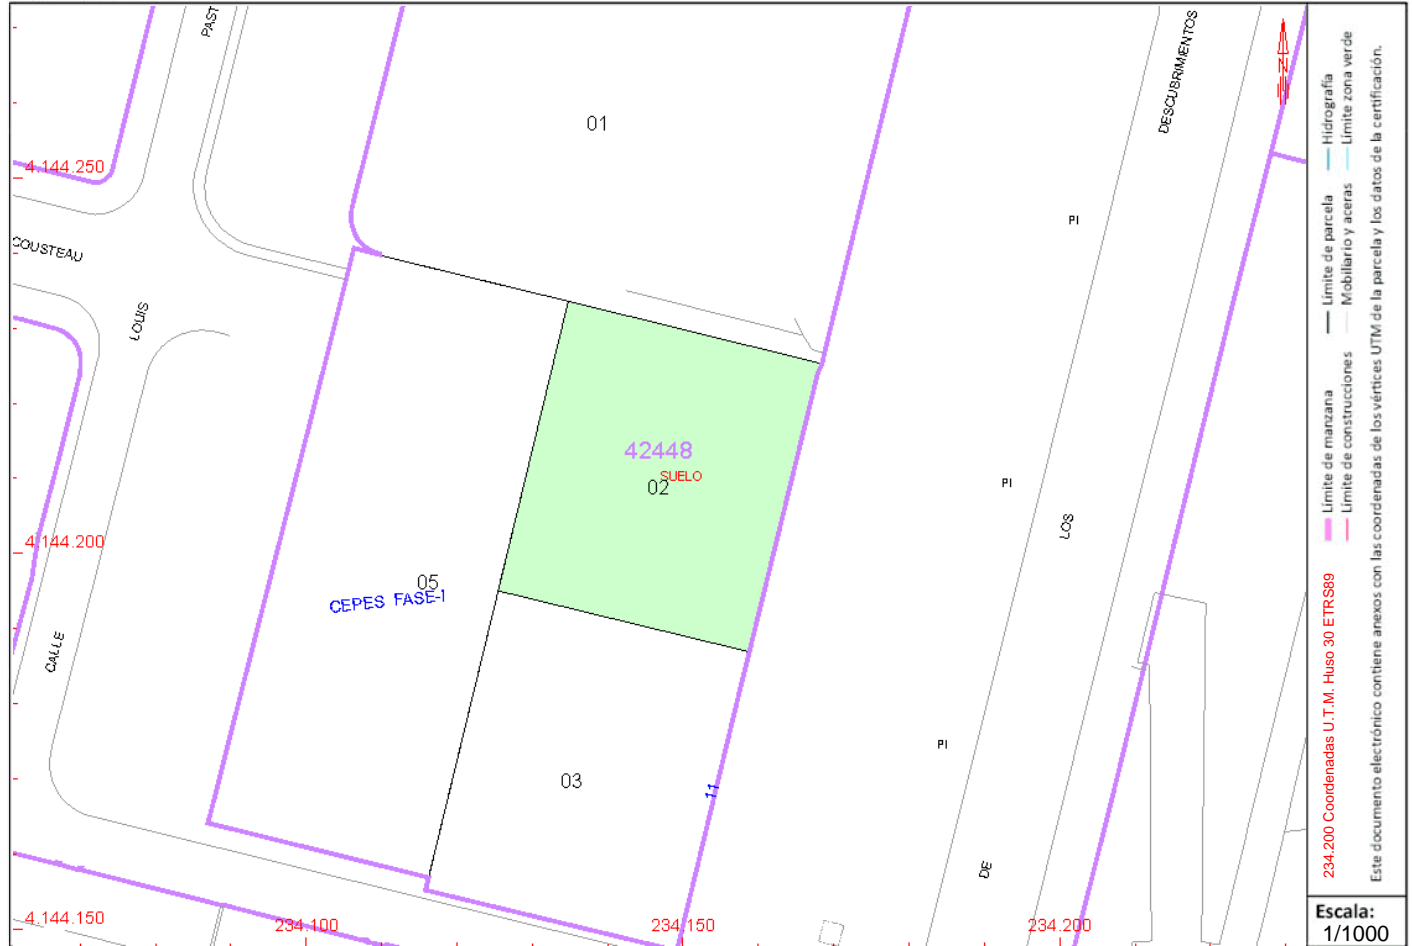 PAST
DESCUBRIMIENTOS
01
4.144.250
PI
COUSTEAU
LOUIS
42448
SUELO
02
PI
LOS
4.144.200
05
CEPES FASE-1
CALLE
PI
03
11
DE
4.144.150
234.100
234.150
234.200
N
Limite de manzana
Limite de parcela
Hidrografía
Limite de construcciones
Mobiliario y aceras
Límite zona verde
234.200 Coordenadas U.T.M. Huso 30 ETRS89
Este documento electrónico contiene anexos con las coordenadas de los vértices UTM de la parcela y los datos de la certificación.
Escala:
1/1000